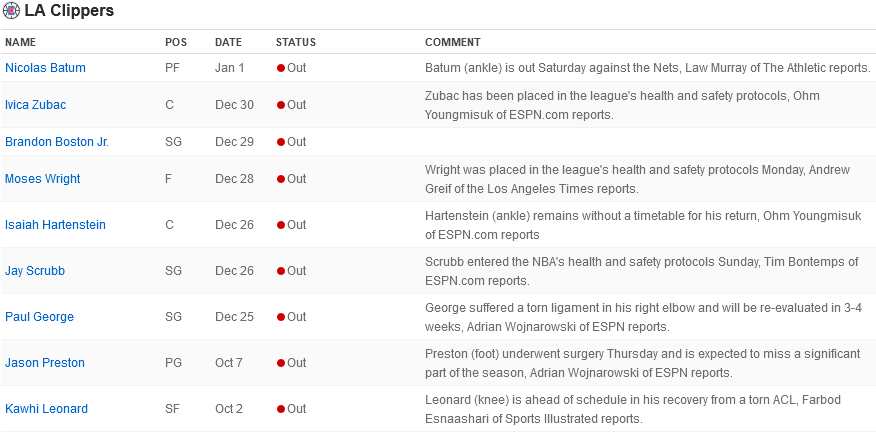 LA Clippers
NAME POS DATE STATUS COMMENT
Nicolas Batum PF Jan 1 Out Batum (ankle) is out Saturday against the Nets, Law Murray of The Athletic reports.
Ivica Zubac C Dec 30 Out Zubac has been placed in the league's health and safety protocols, Ohm
Youngmisuk of ESPN.com reports.
Brandon Boston Jr. SG Dec 29 Out
Moses Wright F Dec 28 Out Wright was placed in the league's health and safety protocols Monday, Andrew
Greif of the Los Angeles Times reports.
Isaiah Hartenstein C Dec 26 Out Hartenstein (ankle) remains without a timetable for his return, Ohm Youngmisuk
of ESPN.com reports
Jay Scrubb SG Dec 26 Out Scrubb entered the NBA's health and safety protocols Sunday, Tim Bontemps of
ESPN.com reports.
Paul George SG Dec 25 Out George suffered a torn ligament in his right elbow and will be re-evaluated in 3-4
weeks, Adrian Wojnarowski of ESPN reports.
Jason Preston PG Oct 7 Out Preston (foot) underwent surgery Thursday and is expected to miss a significant
part of the season, Adrian Wojnarowski of ESPN reports.
Kawhi Leonard SF Oct 2 Out Leonard (knee) is ahead of schedule in his recovery from a torn ACL, Farbod
Esnaashari of Sports Illustrated reports.